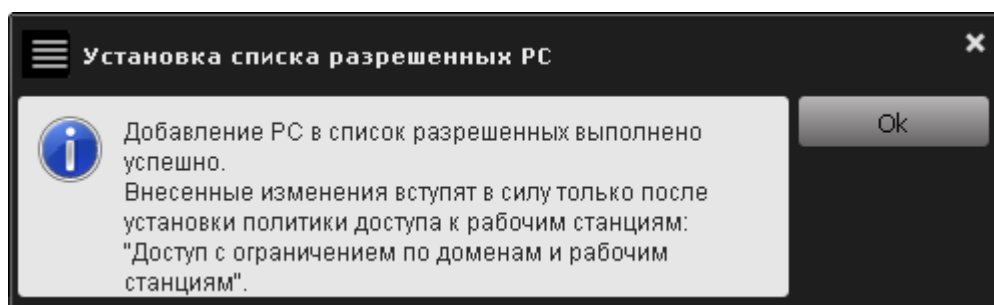 Установка списка разрешенных РС
Ok
Добавление РС в список разрешенных выполнено
успешно.
Внесенные изменения вступят в силу только после
установки политики доступа к рабочим станциям:
"Доступ с ограничением по доменам и рабочим
станциям".